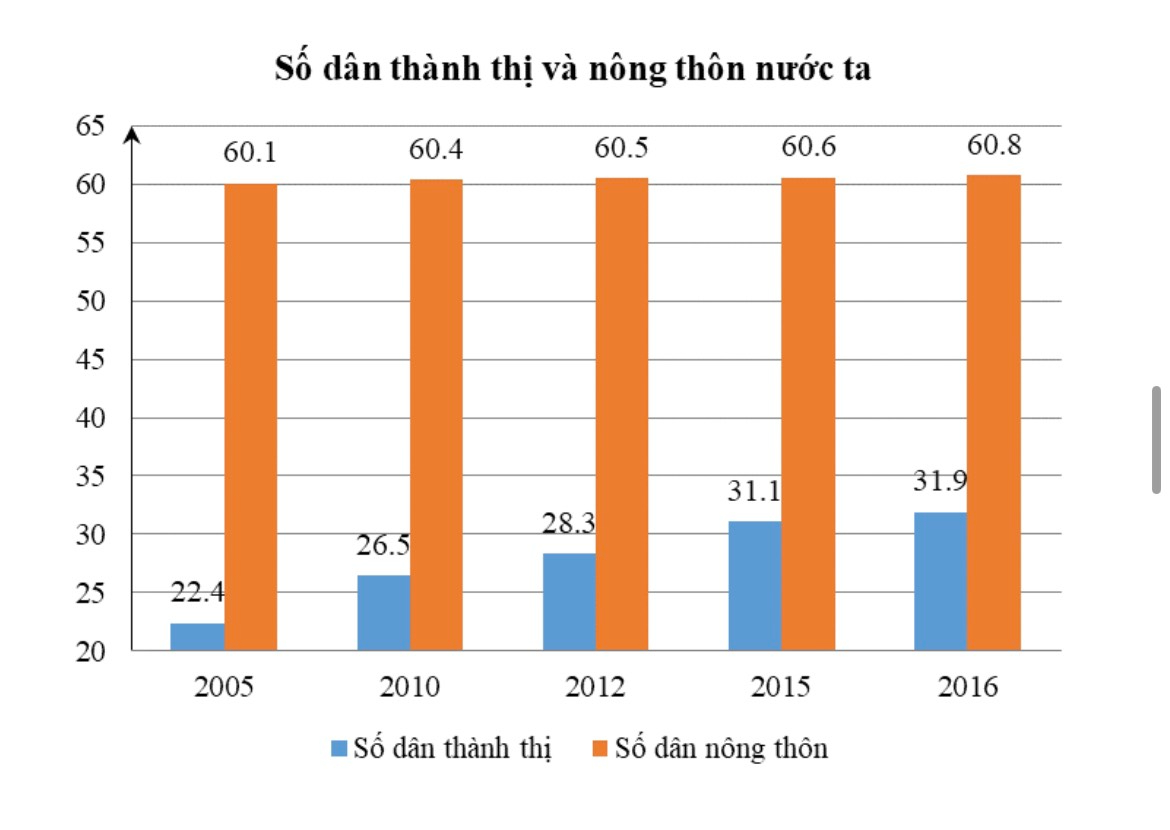 Số dân thành thị và nông thôn nước ta
65
60.1 60.4 60.5 60.6 60.8
60
55
50
45
40
35
22.4 26.5 28.3 31.1 31.9
30
25
20
2005 2010 2012 2015 2016
Số dân thành thị Số dân nông thôn